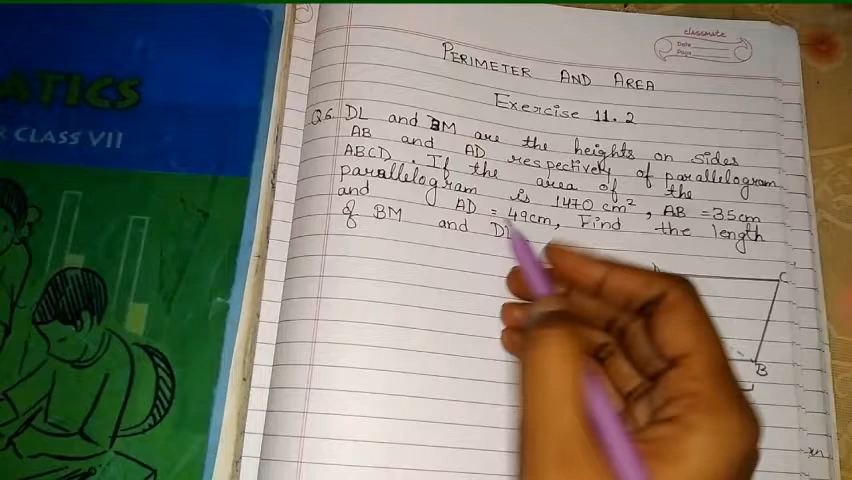 ATICS
R CLASS VII
classmate
Date
Page
PERIMETER AND AREA
Exercise 11.2
Q6. DL and BM are the heights on sides
AB and AD respectively of parallelogram
ABCD. If the area of the
parallelogram is 1470 cm², AB = 35cm
and AD = 49cm, Find the length
of BM and DL
C
B